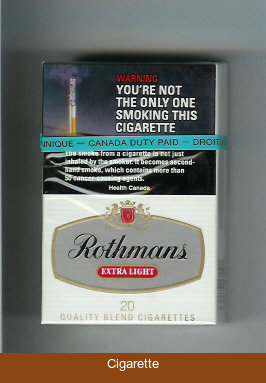 WARNING
YOU'RE NOT
THE ONLY ONE
SMOKING THIS
CIGARETTE
NNIQUE — CANADA DUTY PAID — DROIT
The smoke from a cigarette is not just
inhaled by the smoker. It becomes second-
hand smoke, which contains more than
50 cancer-causing agents.
Health Canada
Rothmans
EXTRA LIGHT
20
QUALITY BLEND CIGARETTES
Cigarette